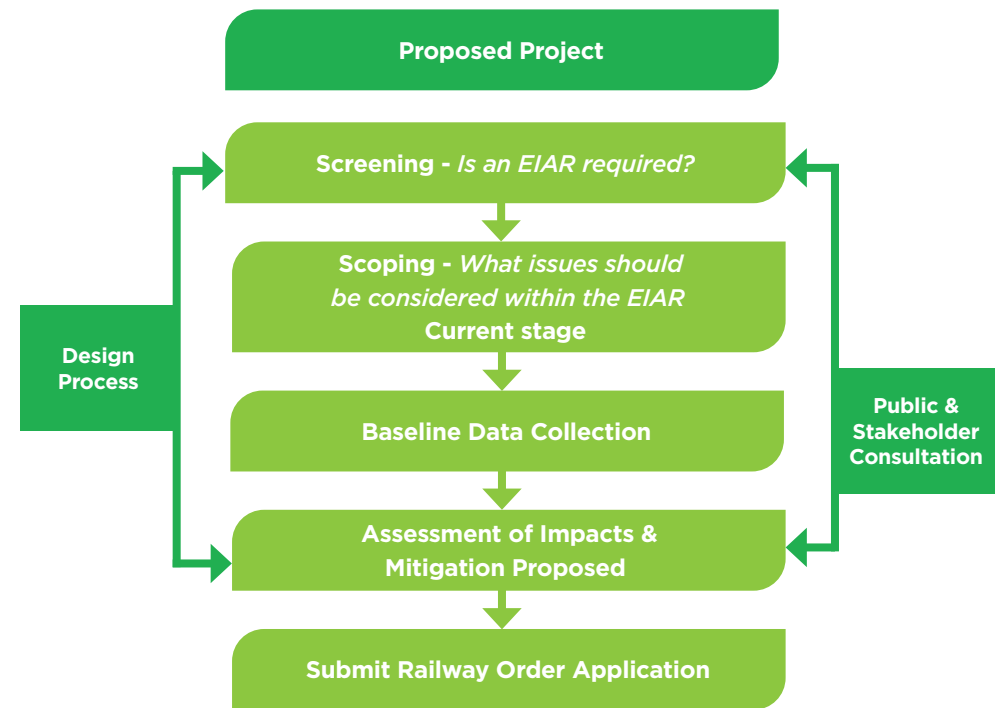 Proposed Project
Screening - Is an EIAR required?
Scoping - What issues should
be considered within the EIAR
Current stage
Design
Process
Baseline Data Collection
Public &
Stakeholder
Consultation
Assessment of Impacts &
Mitigation Proposed
Submit Railway Order Application